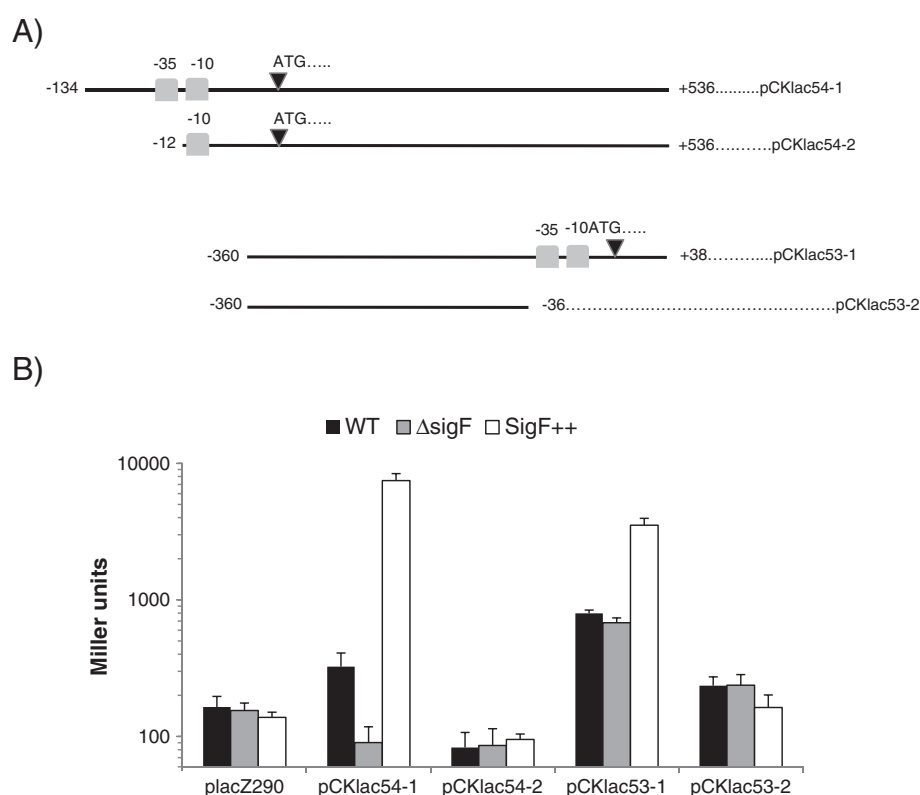 A)
-35 -10 ATG.....
-134 +536..........pCKlac54-1
-10 ATG.....
-12 +536...........pCKlac54-2
-35 -10ATG.....
-360 +38............pCKlac53-1
-360 -36................................................pCKlac53-2
B)
WT ΔsigF SigF++
10000
1000
100
Miller units
placZ290 pCKlac54-1 pCKlac54-2 pCKlac53-1 pCKlac53-2